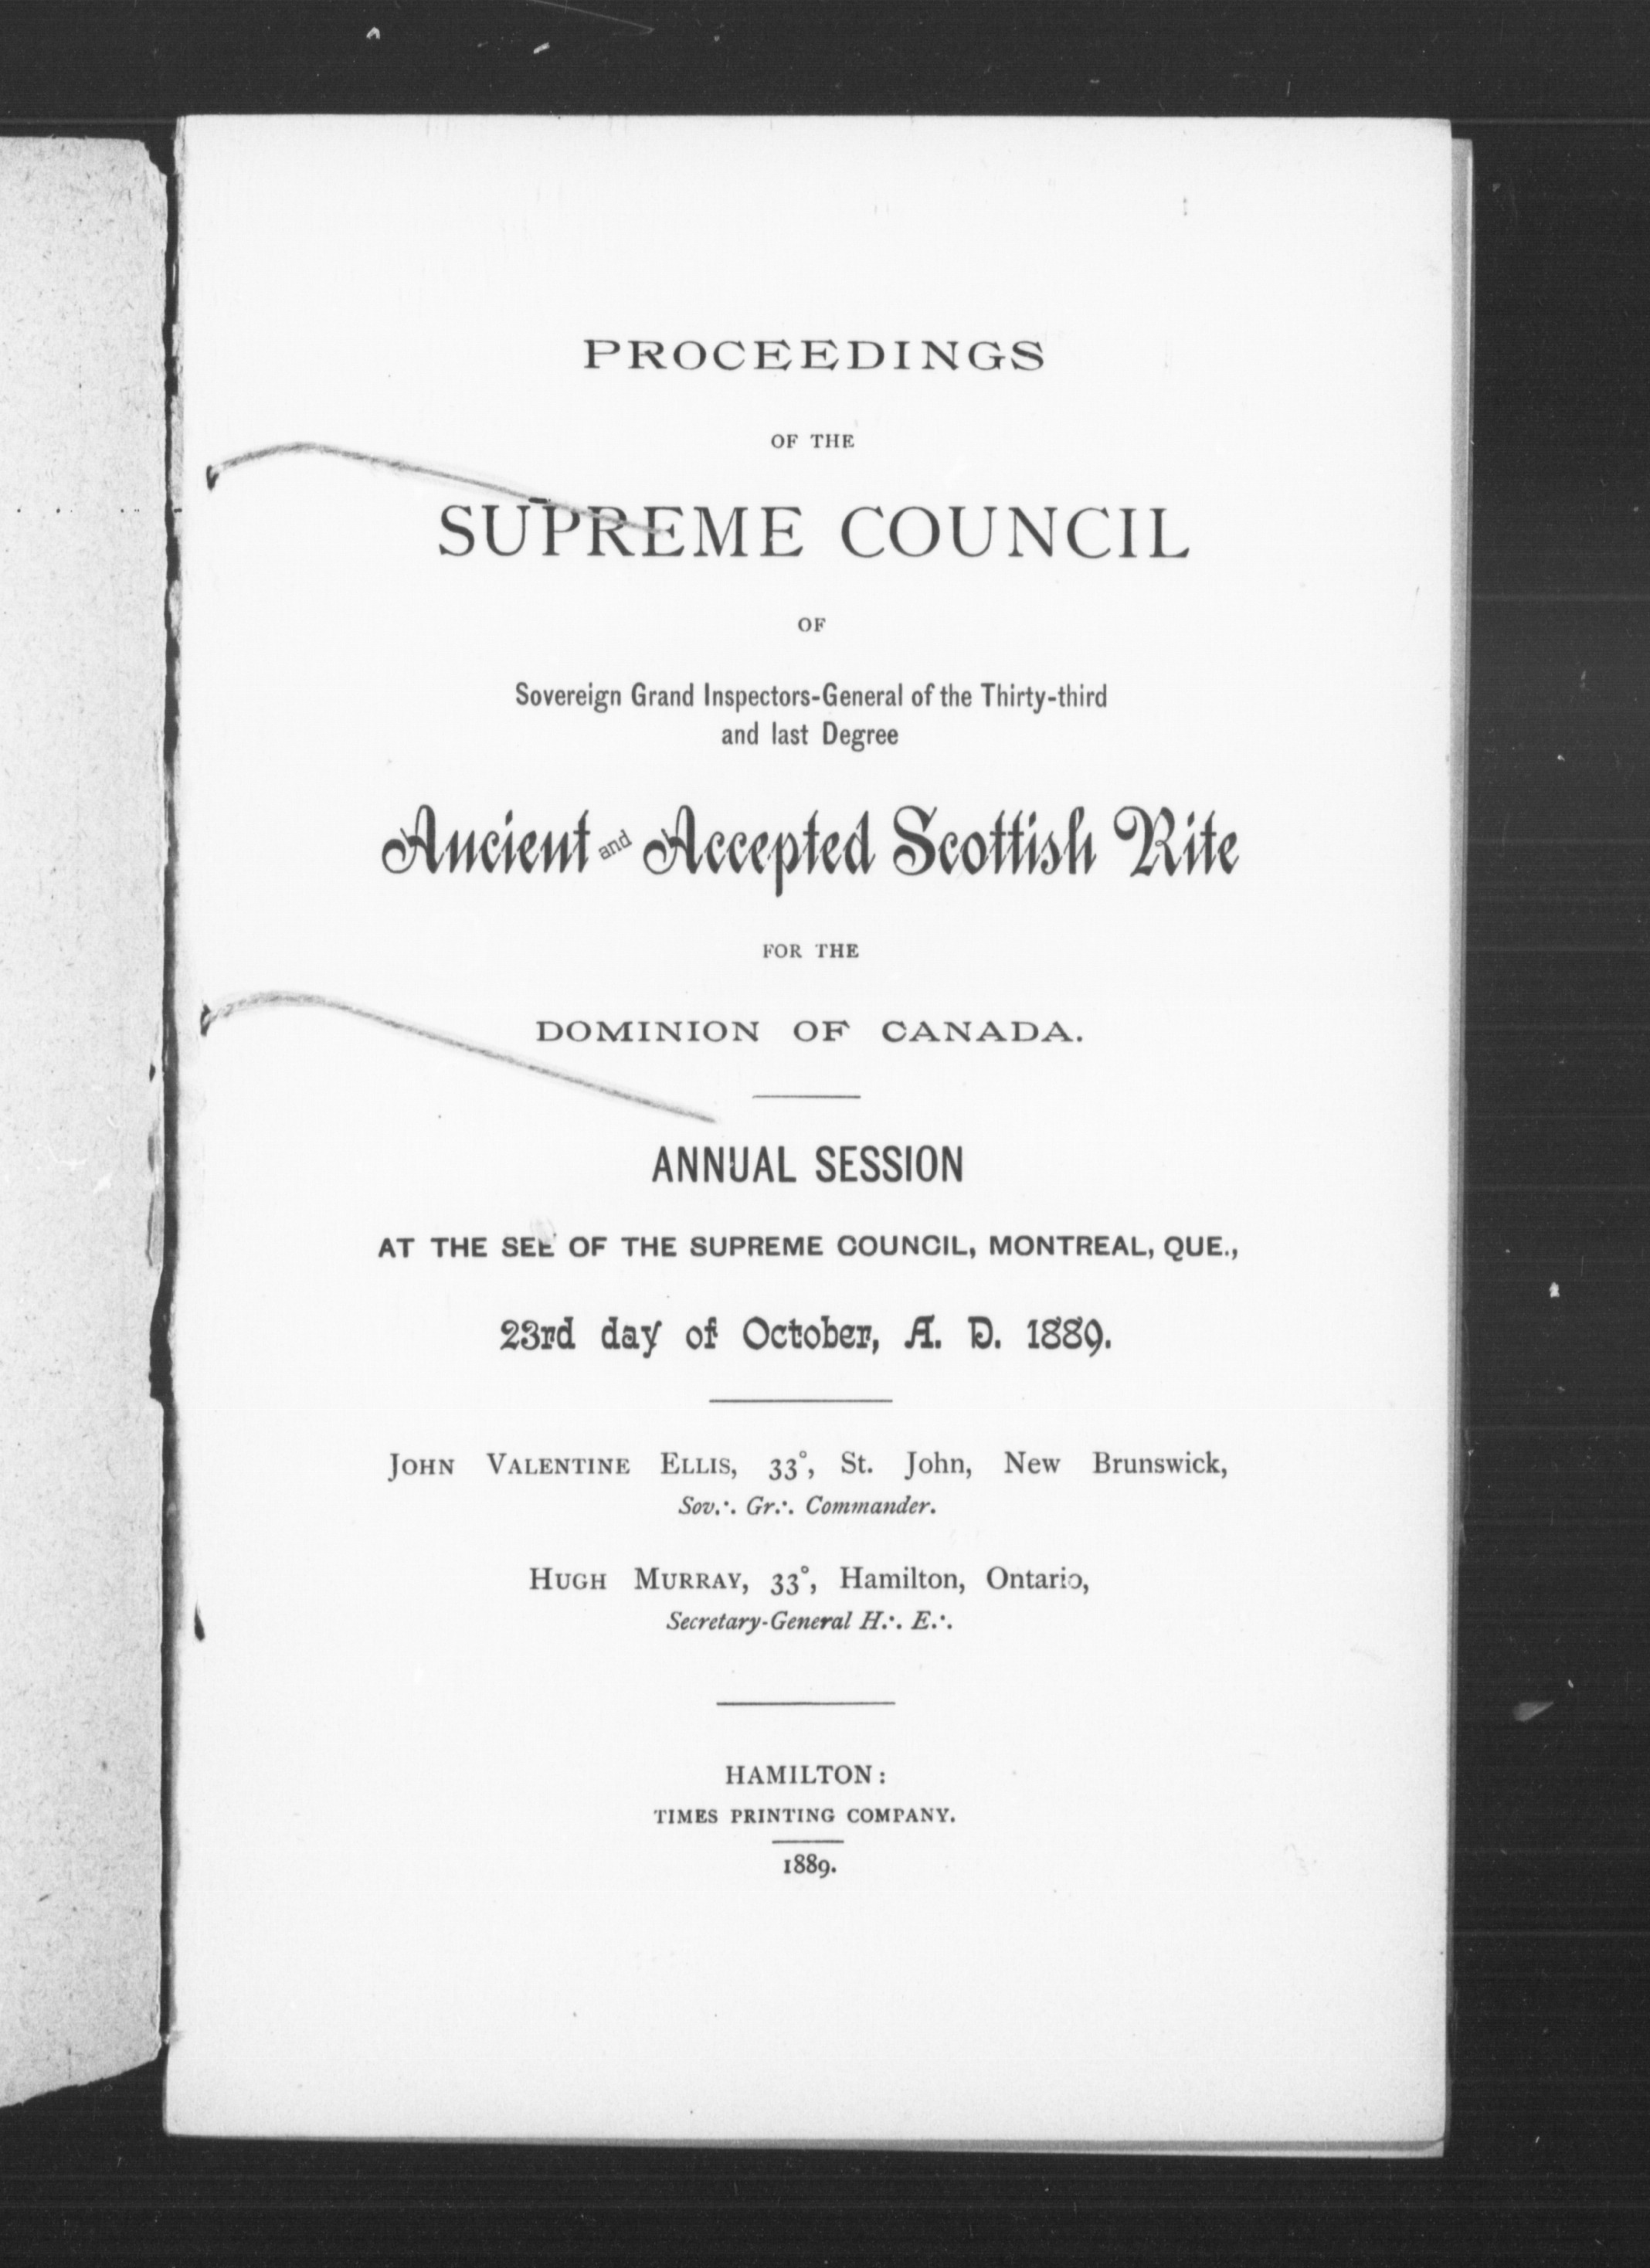 PROCEEDINGS
OF THE
SUPREME COUNCIL
OF
Sovereign Grand Inspectors-General of the Thirty-third
and last Degree
Ancient and Accepted Scottish Rite
FOR THE
DOMINION OF CANADA.
ANNUAL SESSION
AT THE SEE OF THE SUPREME COUNCIL, MONTREAL, QUE.,
23rd day of October, A. D. 1889.
JOHN VALENTINE ELLIS, 33°, St. John, New Brunswick,
Sov.·. Gr.·. Commander.
HUGH MURRAY, 33°, Hamilton, Ontario,
Secretary-General H.·. E.·.
HAMILTON:
TIMES PRINTING COMPANY.
1889.